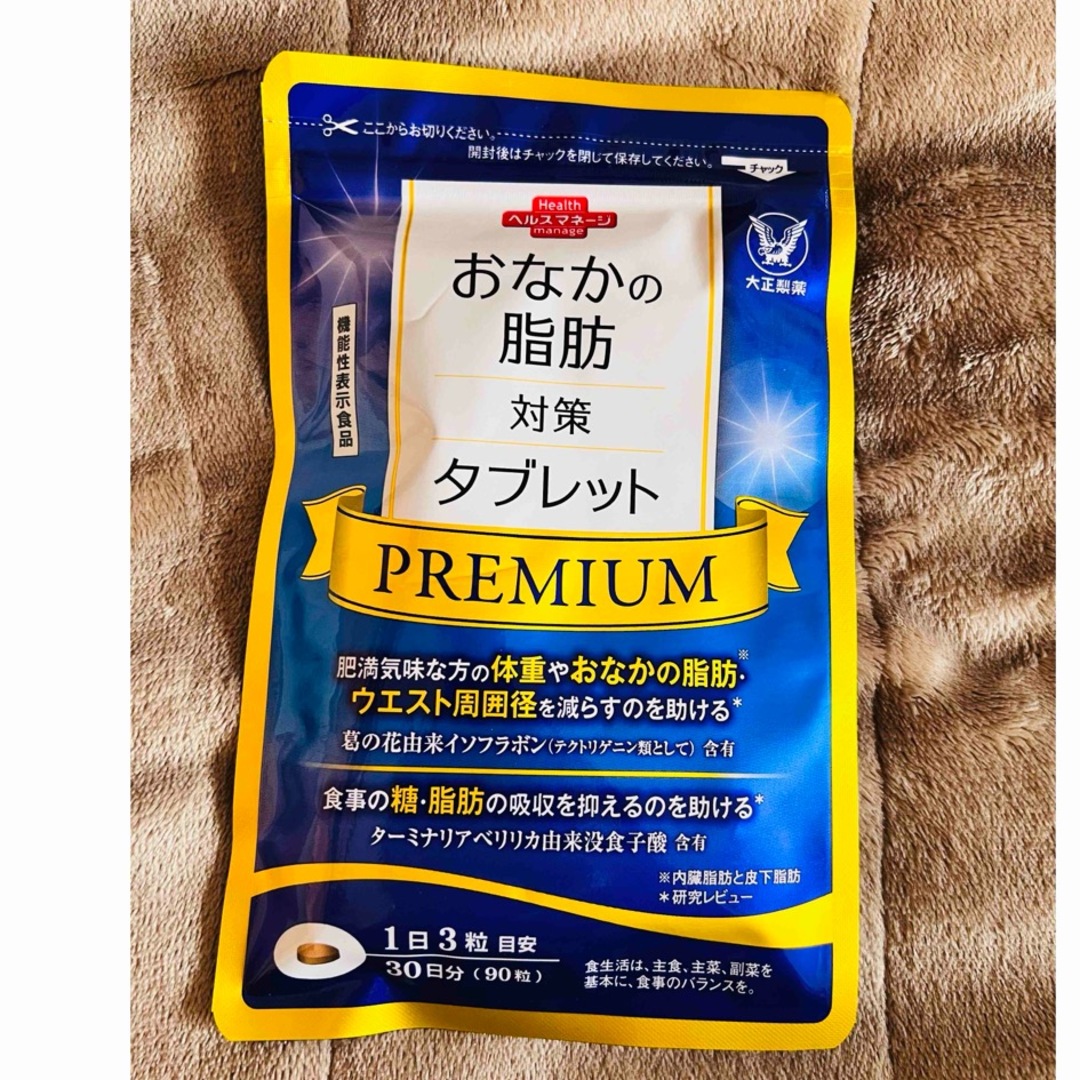 ここからお切りください。
開封後はチャックを閉じて保存してください。
チャック
Health
ヘルスマネージ
manage
大正製薬
おなかの
脂肪
対策
タブレット
機能性表示食品
PREMIUM
肥満気味な方の体重やおなかの脂肪※・
ウエスト周囲径を減らすのを助ける*
葛の花由来イソフラボン(テクトリゲニン類として) 含有
食事の糖・脂肪の吸収を抑えるのを助ける*
ターミナリアベリリカ由来没食子酸 含有
※内臓脂肪と皮下脂肪
*研究レビュー
1日3粒 目安
30日分(90粒)
食生活は、主食、主菜、副菜を
基本に、食事のバランスを。